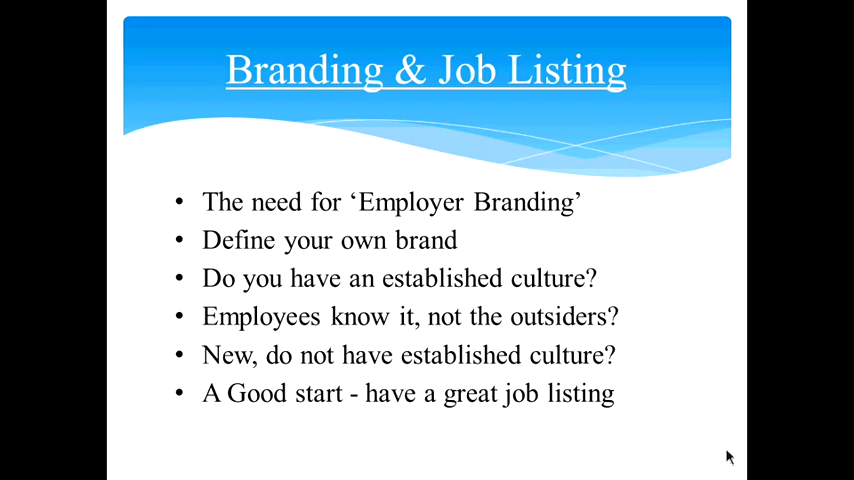 Branding & Job Listing
• The need for ‘Employer Branding’
• Define your own brand
• Do you have an established culture?
• Employees know it, not the outsiders?
• New, do not have established culture?
• A Good start - have a great job listing